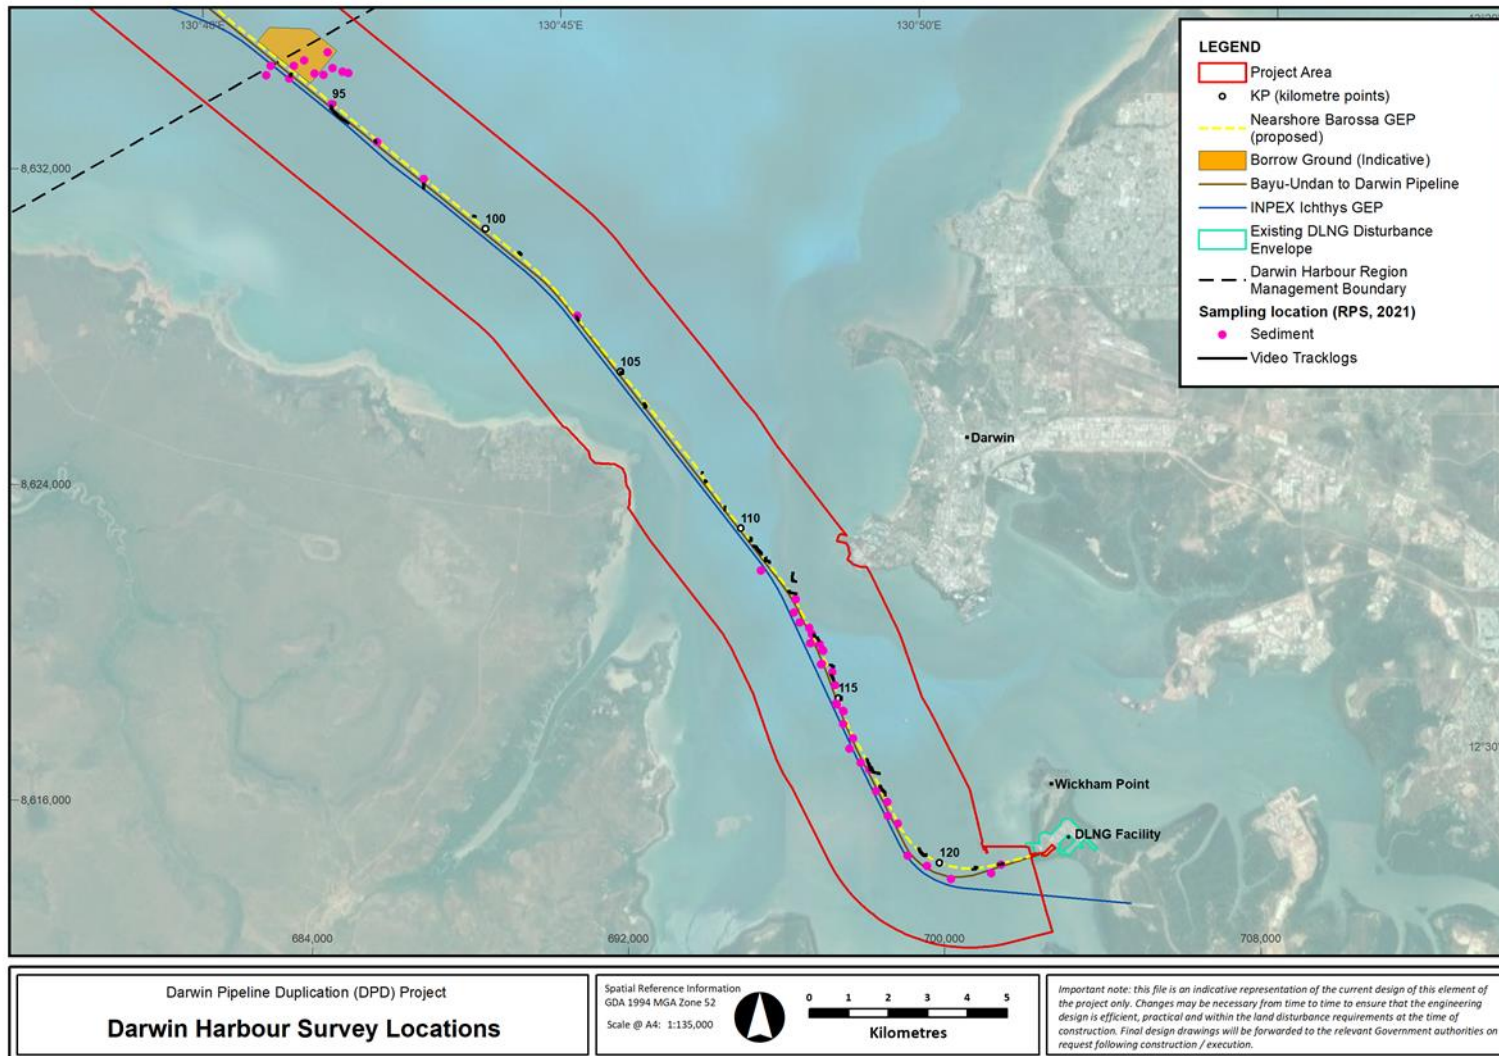 130°40'E
130°45'E
130°50'E
LEGEND
Project Area
KP (kilometre points)
Nearshore Barossa GEP
(proposed)
Borrow Ground (Indicative)
Bayu-Undan to Darwin Pipeline
INPEX Ichthys GEP
Existing DLNG Disturbance
Envelope
Darwin Harbour Region
Management Boundary
Sampling location (RPS, 2021)
Sediment
Video Tracklogs
95
8,632,000
100
105
Darwin
8,624,000
110
115
12°30'
Wickham Point
8,616,000
DLNG Facility
120
684,000
692,000
700,000
708,000
Darwin Pipeline Duplication (DPD) Project
Darwin Harbour Survey Locations
Spatial Reference Information
GDA 1994 MGA Zone 52
Scale @ A4: 1:135,000
0 1 2 3 4 5
Kilometres
Important note: this file is an indicative representation of the current design of this element of
the project only. Changes may be necessary from time to time to ensure that the engineering
design is efficient, practical and within the land disturbance requirements at the time of
construction. Final design drawings will be forwarded to the relevant Government authorities on
request following construction / execution.